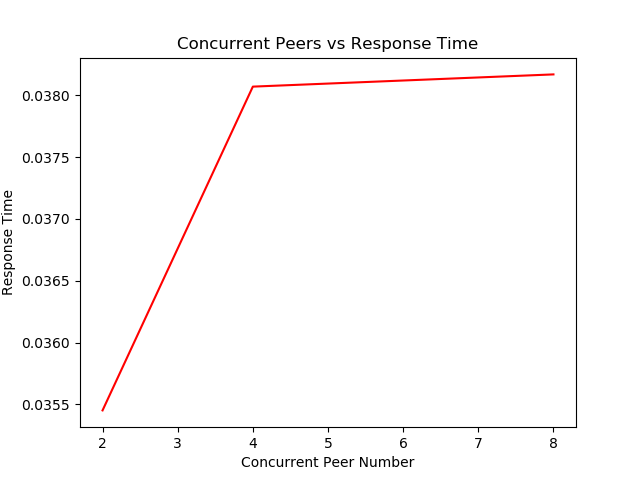 Concurrent Peers vs Response Time
0.0380
0.0375
0.0370
0.0365
0.0360
0.0355
Response Time
2 3 4 5 6 7 8
Concurrent Peer Number